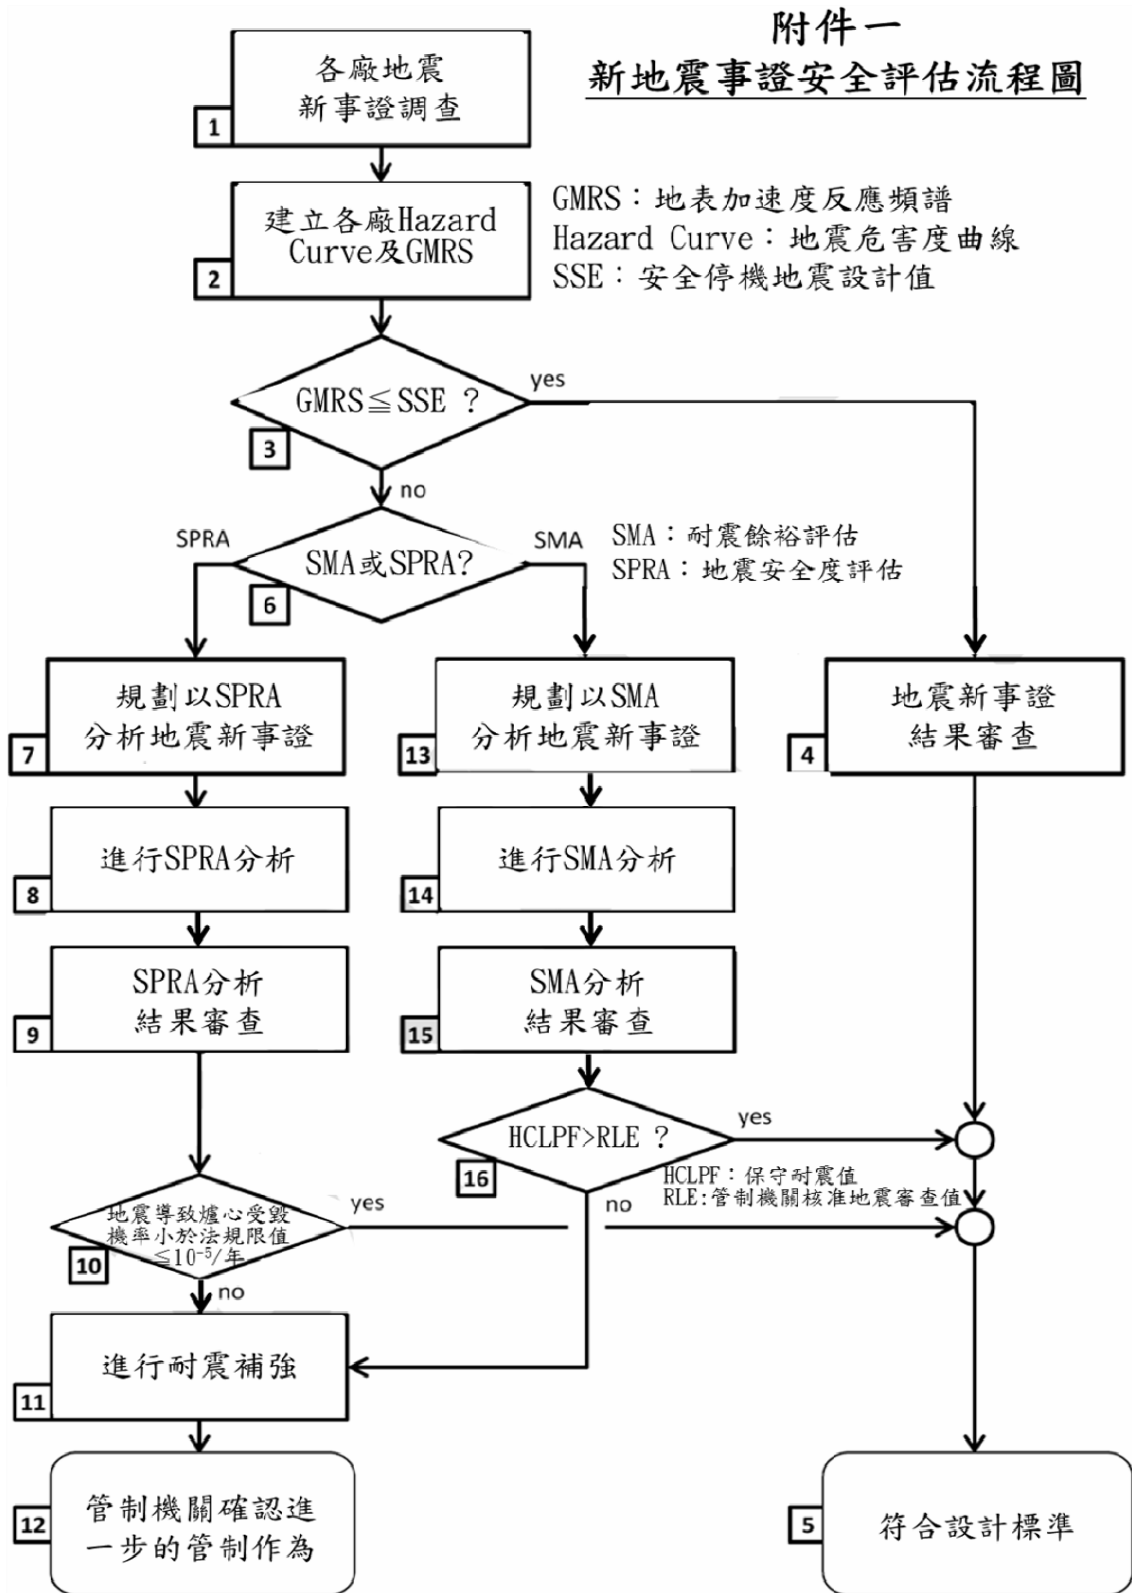 附件一
新地震事證安全評估流程圖
各廠地震
新事證調查
1
建立各廠Hazard
Curve及GMRS
2
GMRS：地表加速度反應頻譜
Hazard Curve：地震危害度曲線
SSE：安全停機地震設計值
GMRS≦SSE ？
3
yes
no
SMA或SPRA?
6
SPRA
SMA
SMA：耐震餘裕評估
SPRA：地震安全度評估
規劃以SPRA
分析地震新事證
7
規劃以SMA
分析地震新事證
13
地震新事證
結果審查
4
進行SPRA分析
8
進行SMA分析
14
SPRA分析
結果審查
9
SMA分析
結果審查
15
HCLPF>RLE ？
16
yes
no
HCLPF：保守耐震值
RLE:管制機關核准地震審查值
地震導致爐心受毀
機率小於法規限值
≦10⁻⁵/年
10
yes
no
進行耐震補強
11
管制機關確認進
一步的管制作為
12
符合設計標準
5